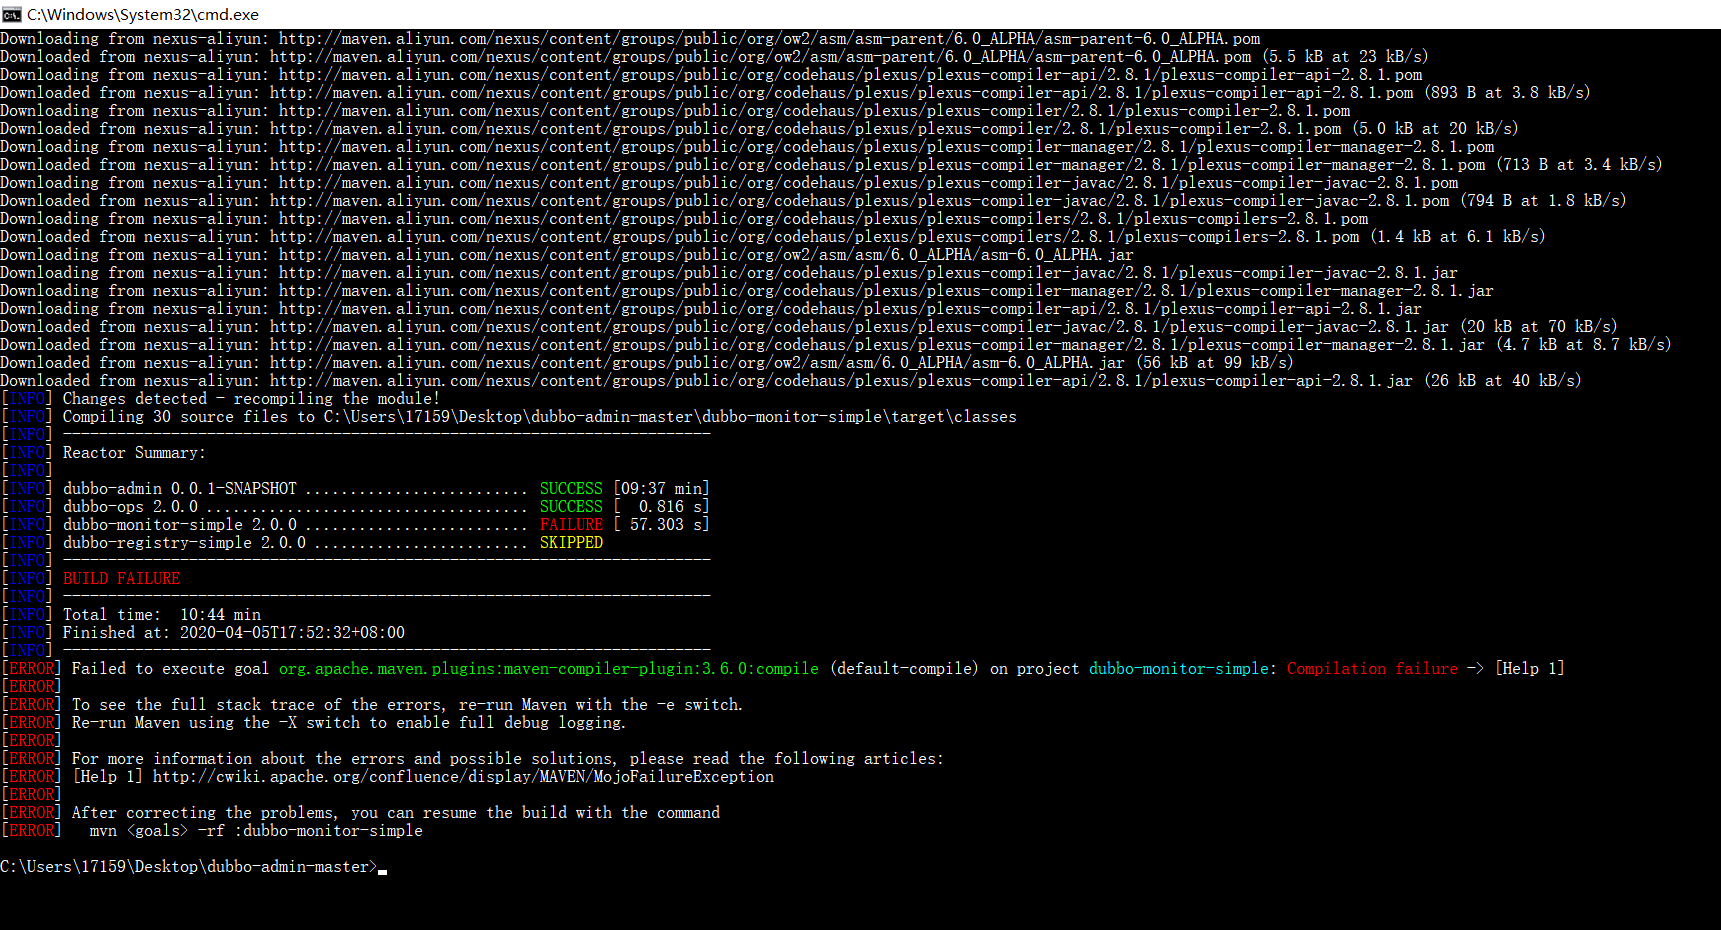 C:\Windows\System32\cmd.exe
Downloading from nexus-aliyun: http://maven.aliyun.com/nexus/content/groups/public/org/ow2/asm/asm-parent/6.0_ALPHA/asm-parent-6.0_ALPHA.pom
Downloaded from nexus-aliyun: http://maven.aliyun.com/nexus/content/groups/public/org/ow2/asm/asm-parent/6.0_ALPHA/asm-parent-6.0_ALPHA.pom (5.5 kB at 23 kB/s)
Downloading from nexus-aliyun: http://maven.aliyun.com/nexus/content/groups/public/org/codehaus/plexus/plexus-compiler-api/2.8.1/plexus-compiler-api-2.8.1.pom
Downloaded from nexus-aliyun: http://maven.aliyun.com/nexus/content/groups/public/org/codehaus/plexus/plexus-compiler-api/2.8.1/plexus-compiler-api-2.8.1.pom (893 B at 3.8 kB/s)
Downloading from nexus-aliyun: http://maven.aliyun.com/nexus/content/groups/public/org/codehaus/plexus/plexus-compiler/2.8.1/plexus-compiler-2.8.1.pom
Downloaded from nexus-aliyun: http://maven.aliyun.com/nexus/content/groups/public/org/codehaus/plexus/plexus-compiler/2.8.1/plexus-compiler-2.8.1.pom (5.0 kB at 20 kB/s)
Downloading from nexus-aliyun: http://maven.aliyun.com/nexus/content/groups/public/org/codehaus/plexus/plexus-compiler-manager/2.8.1/plexus-compiler-manager-2.8.1.pom
Downloaded from nexus-aliyun: http://maven.aliyun.com/nexus/content/groups/public/org/codehaus/plexus/plexus-compiler-manager/2.8.1/plexus-compiler-manager-2.8.1.pom (713 B at 3.4 kB/s)
Downloading from nexus-aliyun: http://maven.aliyun.com/nexus/content/groups/public/org/codehaus/plexus/plexus-compiler-javac/2.8.1/plexus-compiler-javac-2.8.1.pom
Downloaded from nexus-aliyun: http://maven.aliyun.com/nexus/content/groups/public/org/codehaus/plexus/plexus-compiler-javac/2.8.1/plexus-compiler-javac-2.8.1.pom (794 B at 1.8 kB/s)
Downloading from nexus-aliyun: http://maven.aliyun.com/nexus/content/groups/public/org/codehaus/plexus/plexus-compilers/2.8.1/plexus-compilers-2.8.1.pom
Downloaded from nexus-aliyun: http://maven.aliyun.com/nexus/content/groups/public/org/codehaus/plexus/plexus-compilers/2.8.1/plexus-compilers-2.8.1.pom (1.4 kB at 6.1 kB/s)
Downloading from nexus-aliyun: http://maven.aliyun.com/nexus/content/groups/public/org/ow2/asm/asm/6.0_ALPHA/asm-6.0_ALPHA.jar
Downloading from nexus-aliyun: http://maven.aliyun.com/nexus/content/groups/public/org/codehaus/plexus/plexus-compiler-javac/2.8.1/plexus-compiler-javac-2.8.1.jar
Downloading from nexus-aliyun: http://maven.aliyun.com/nexus/content/groups/public/org/codehaus/plexus/plexus-compiler-manager/2.8.1/plexus-compiler-manager-2.8.1.jar
Downloading from nexus-aliyun: http://maven.aliyun.com/nexus/content/groups/public/org/codehaus/plexus/plexus-compiler-api/2.8.1/plexus-compiler-api-2.8.1.jar
Downloaded from nexus-aliyun: http://maven.aliyun.com/nexus/content/groups/public/org/codehaus/plexus/plexus-compiler-javac/2.8.1/plexus-compiler-javac-2.8.1.jar (20 kB at 70 kB/s)
Downloaded from nexus-aliyun: http://maven.aliyun.com/nexus/content/groups/public/org/codehaus/plexus/plexus-compiler-manager/2.8.1/plexus-compiler-manager-2.8.1.jar (4.7 kB at 8.7 kB/s)
Downloaded from nexus-aliyun: http://maven.aliyun.com/nexus/content/groups/public/org/ow2/asm/asm/6.0_ALPHA/asm-6.0_ALPHA.jar (56 kB at 99 kB/s)
Downloaded from nexus-aliyun: http://maven.aliyun.com/nexus/content/groups/public/org/codehaus/plexus/plexus-compiler-api/2.8.1/plexus-compiler-api-2.8.1.jar (26 kB at 40 kB/s)
[INFO] Changes detected - recompiling the module!
[INFO] Compiling 30 source files to C:\Users\17159\Desktop\dubbo-admin-master\dubbo-monitor-simple\target\classes
[INFO] ------------------------------------------------------------------------
[INFO] Reactor Summary:
[INFO]
[INFO] dubbo-admin 0.0.1-SNAPSHOT ......................... SUCCESS [09:37 min]
[INFO] dubbo-ops 2.0.0 .................................... SUCCESS [  0.816 s]
[INFO] dubbo-monitor-simple 2.0.0 ......................... FAILURE [ 57.303 s]
[INFO] dubbo-registry-simple 2.0.0 ........................ SKIPPED
[INFO] ------------------------------------------------------------------------
[INFO] BUILD FAILURE
[INFO] ------------------------------------------------------------------------
[INFO] Total time:  10:44 min
[INFO] Finished at: 2020-04-05T17:52:32+08:00
[INFO] ------------------------------------------------------------------------
[ERROR] Failed to execute goal org.apache.maven.plugins:maven-compiler-plugin:3.6.0:compile (default-compile) on project dubbo-monitor-simple: Compilation failure -> [Help 1]
[ERROR]
[ERROR] To see the full stack trace of the errors, re-run Maven with the -e switch.
[ERROR] Re-run Maven using the -X switch to enable full debug logging.
[ERROR]
[ERROR] For more information about the errors and possible solutions, please read the following articles:
[ERROR] [Help 1] http://cwiki.apache.org/confluence/display/MAVEN/MojoFailureException
[ERROR]
[ERROR] After correcting the problems, you can resume the build with the command
[ERROR]   mvn <goals> -rf :dubbo-monitor-simple
C:\Users\17159\Desktop\dubbo-admin-master>